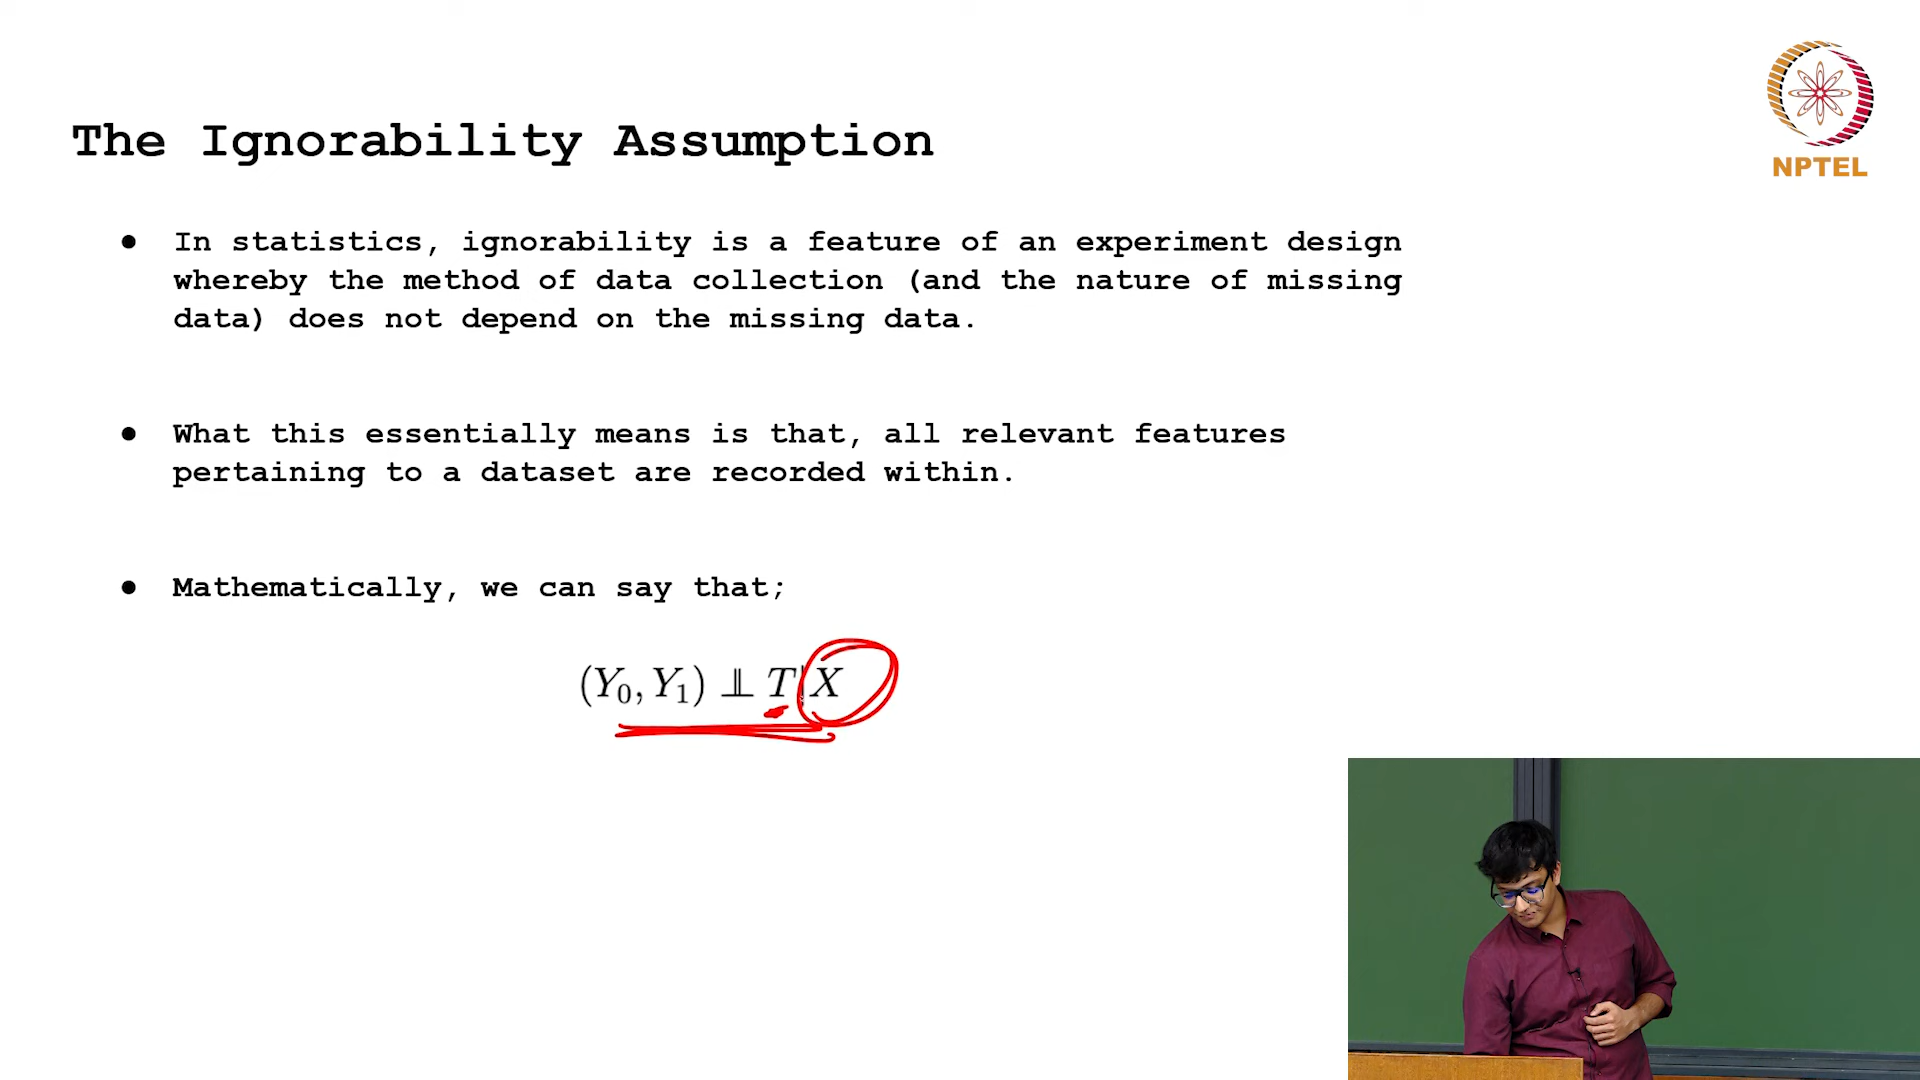 NPTEL
The Ignorability Assumption
● In statistics, ignorability is a feature of an experiment design
whereby the method of data collection (and the nature of missing
data) does not depend on the missing data.
● What this essentially means is that, all relevant features
pertaining to a dataset are recorded within.
● Mathematically, we can say that;
(Y₀, Y₁) ⫫ T|X